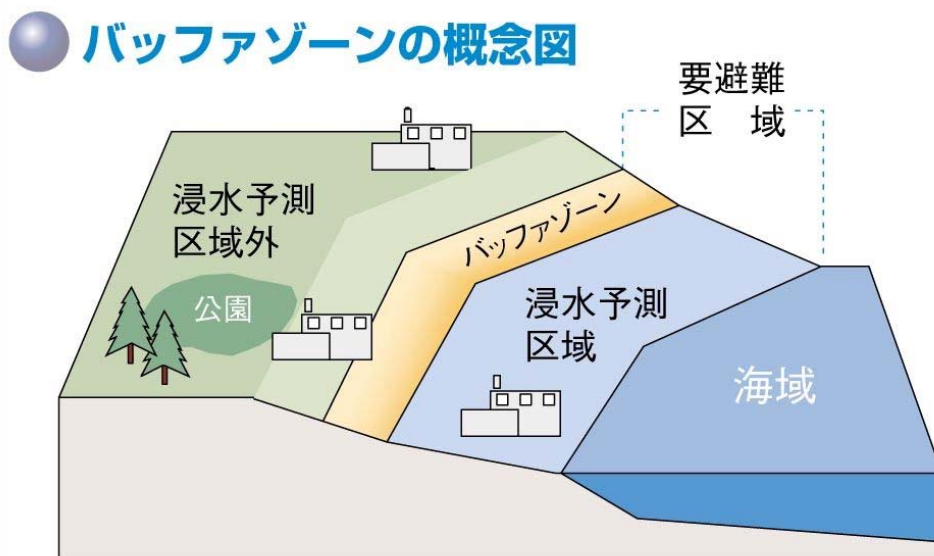 バッファゾーンの概念図
要避難
区域
浸水予測
区域外
バッファゾーン
公園
浸水予測
区域
海域